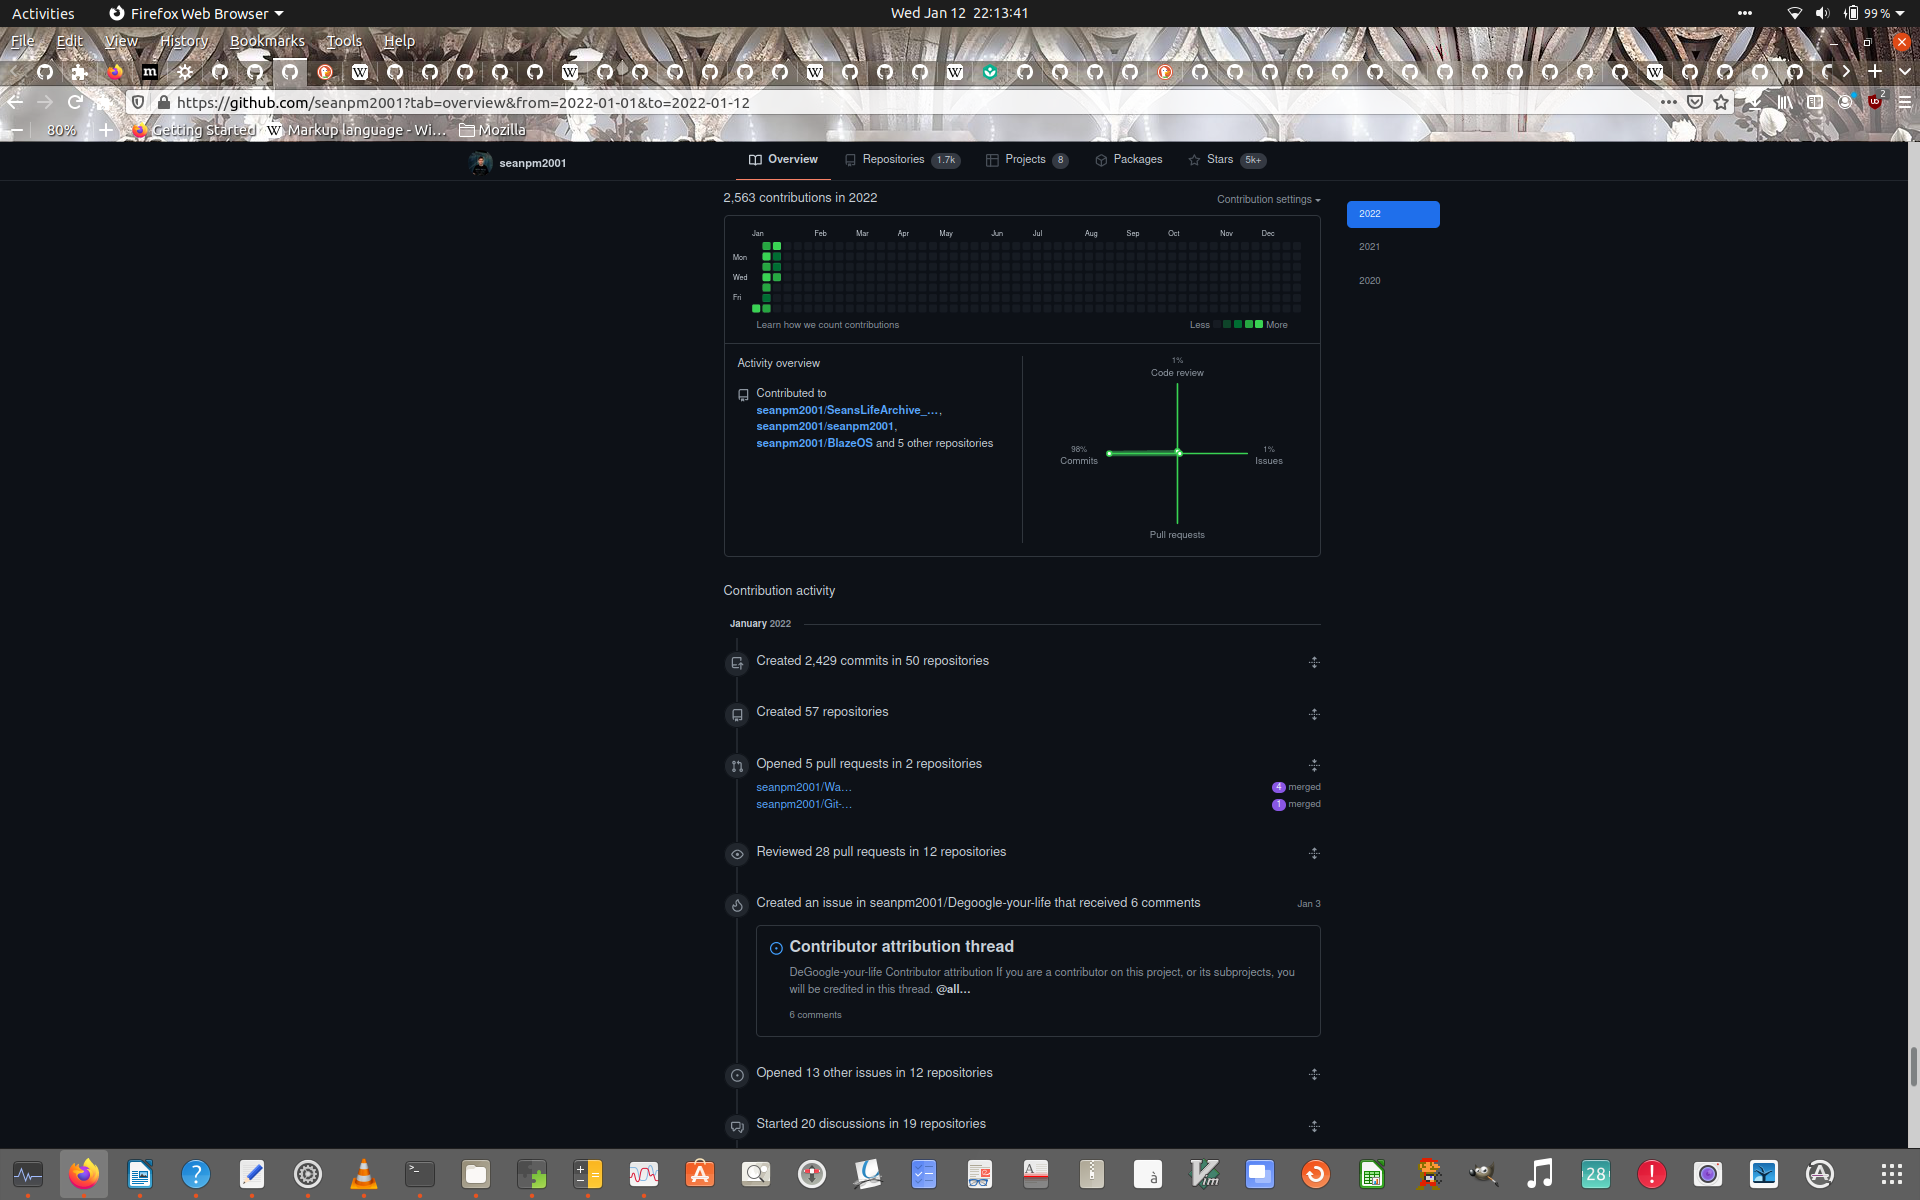 Activities
Firefox Web Browser
Wed Jan 12 22:13:41
99 %
File Edit View History Bookmarks Tools Help
https://github.com/seanpm2001?tab=overview&from=2022-01-01&to=2022-01-12
2
80%
Getting Started
Markup language - Wi...
Mozilla
seanpm2001
Overview
Repositories 1.7k
Projects 8
Packages
Stars 5k+
2,563 contributions in 2022
Contribution settings
2022
2021
2020
Jan Feb Mar Apr May Jun Jul Aug Sep Oct Nov Dec
Mon
Wed
Fri
Learn how we count contributions
Less More
Activity overview
Contributed to
seanpm2001/SeansLifeArchive_...,
seanpm2001/seanpm2001,
seanpm2001/BlazeOS and 5 other repositories
1%
Code review
98%
Commits
1%
Issues
Pull requests
Contribution activity
January 2022
Created 2,429 commits in 50 repositories
Created 57 repositories
Opened 5 pull requests in 2 repositories
seanpm2001/Wa... 4 merged
seanpm2001/Git-... 1 merged
Reviewed 28 pull requests in 12 repositories
Created an issue in seanpm2001/Degoogle-your-life that received 6 comments Jan 3
Contributor attribution thread
DeGoogle-your-life Contributor attribution If you are a contributor on this project, or its subprojects, you
will be credited in this thread. @all...
6 comments
Opened 13 other issues in 12 repositories
Started 20 discussions in 19 repositories
28